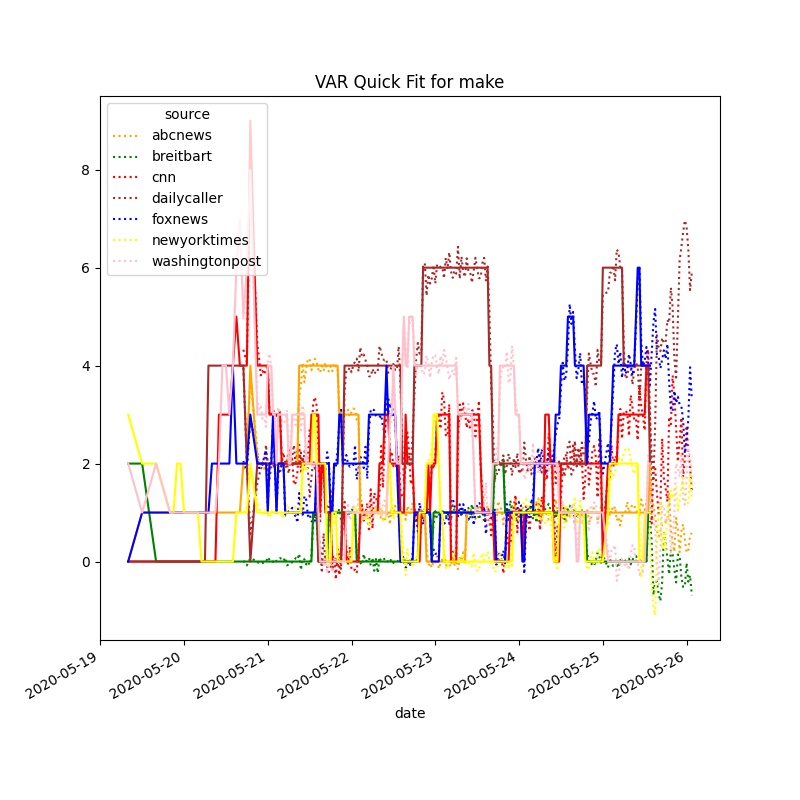 VAR Quick Fit for make
source
abcnews
breitbart
cnn
dailycaller
foxnews
newyorktimes
washingtonpost
8
6
4
2
0
2020-05-19
2020-05-20
2020-05-21
2020-05-22
2020-05-23
2020-05-24
2020-05-25
2020-05-26
date